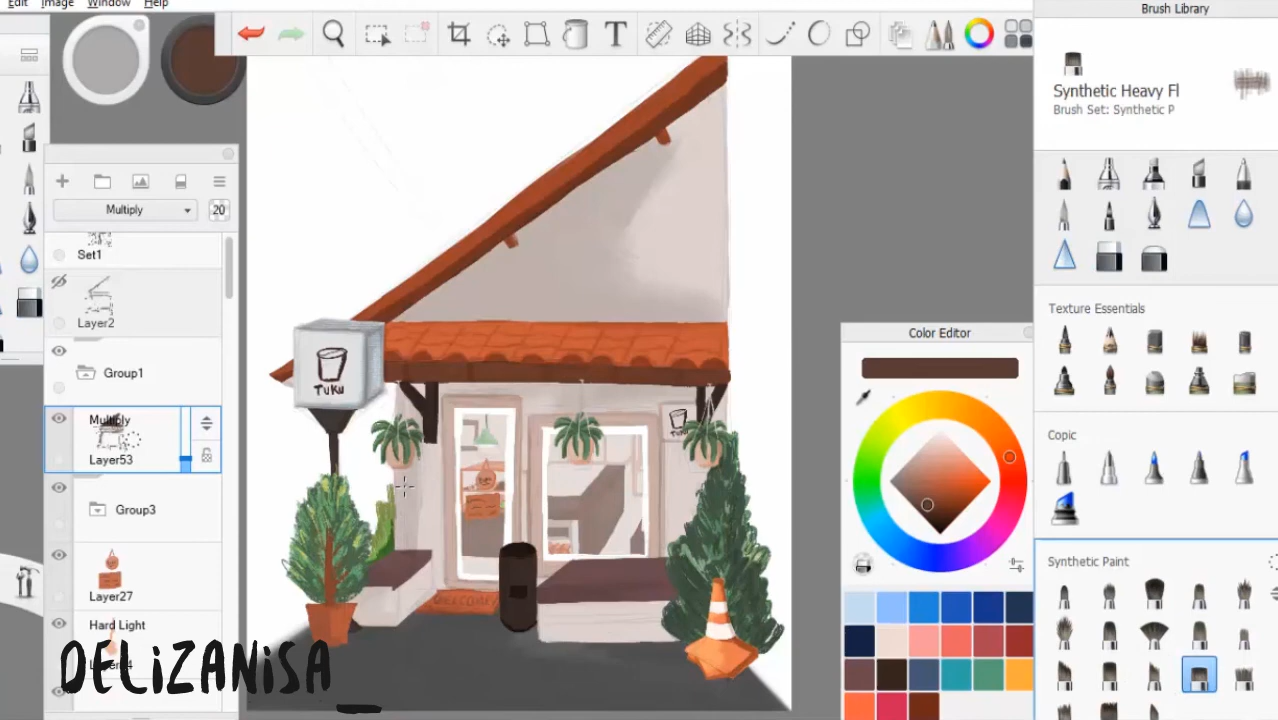 Edit Image Help
Brush Library
Synthetic Heavy Fl
Brush Set: Synthetic P
Multiply
20
Set1
Layer2
Group1
Multiply
Layer53
Group3
Layer27
Hard Light
TUKU
WELCOME
Color Editor
Texture Essentials
Copic
Synthetic Paint
DELiZANiSA